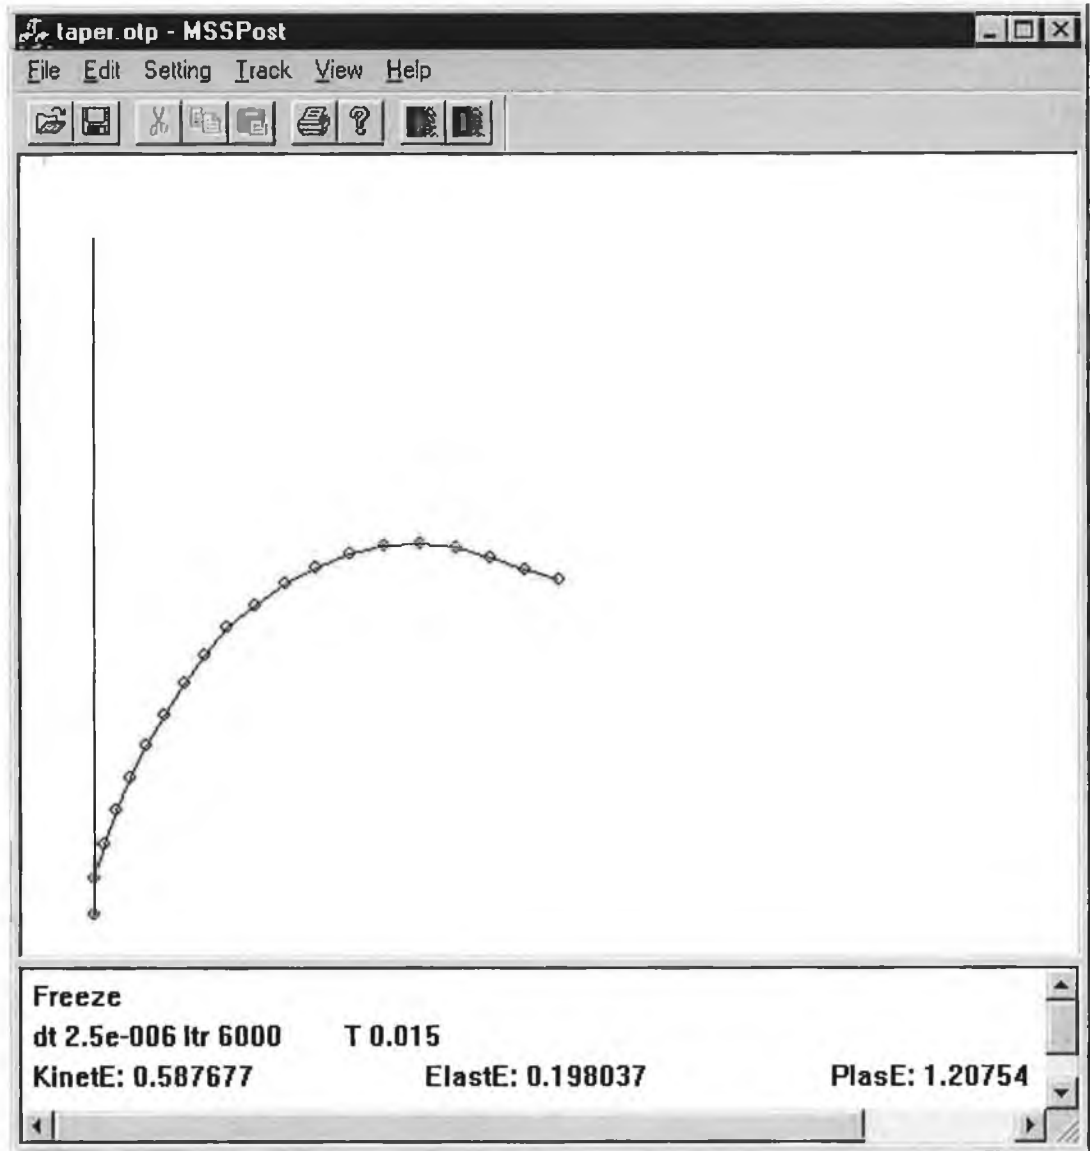 taper.otp - MSSPost
File Edit Setting Track View Help
Freeze
dt 2.5e-006 Itr 6000 T 0.015
KinetE: 0.587677 ElastE: 0.198037 PlasE: 1.20754